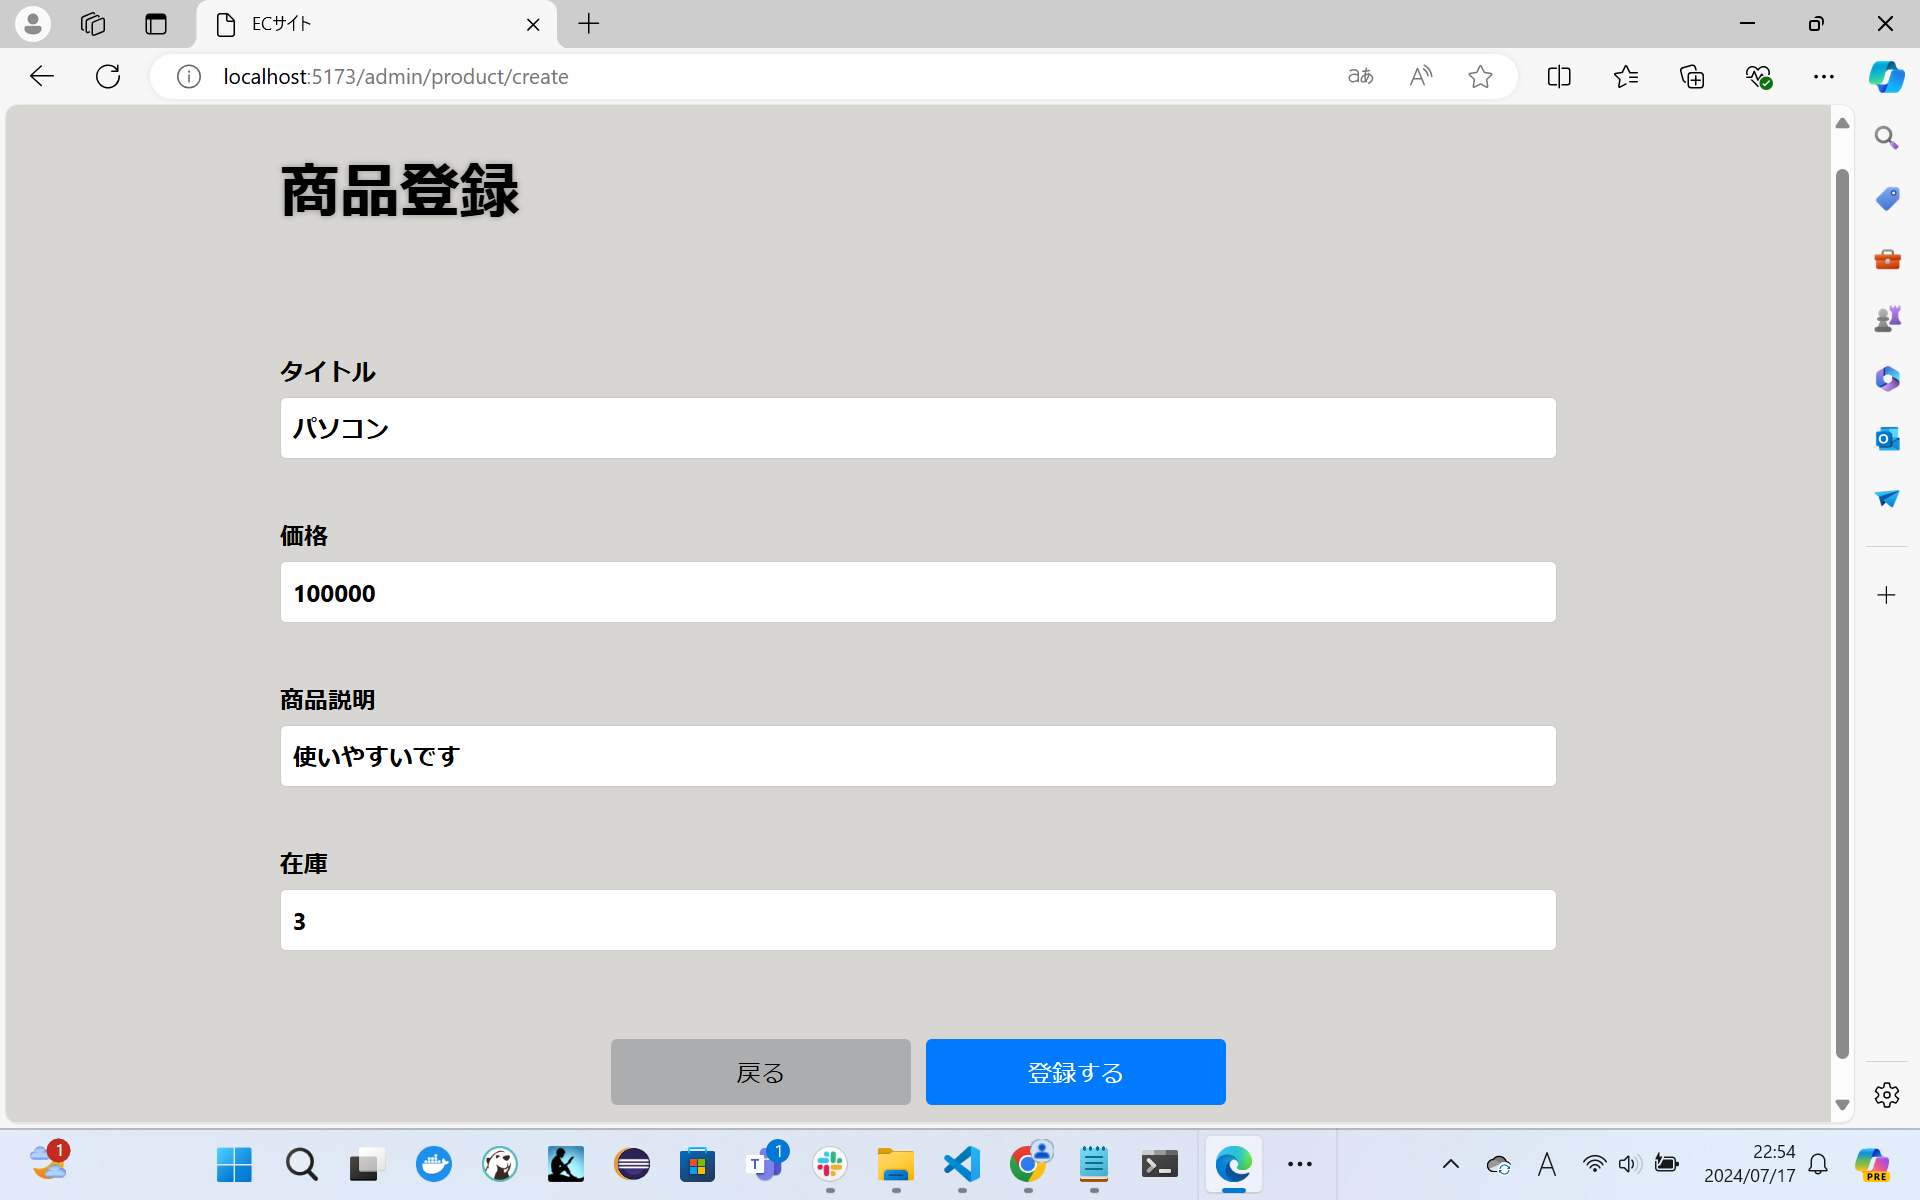 ECサイト
localhost:5173/admin/product/create
aあ
商品登録
タイトル
パソコン
価格
100000
商品説明
使いやすいです
在庫
3
戻る
登録する
1
1
A
22:54
2024/07/17
PRE